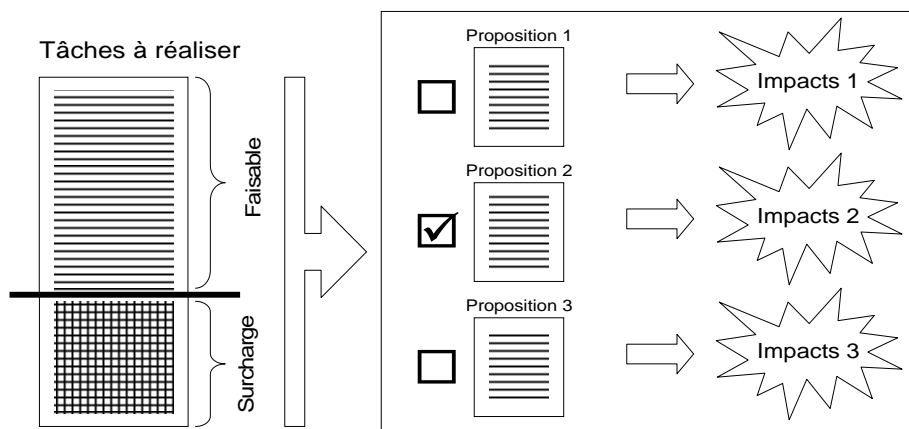 Tâches à réaliser
Faisable
Surcharge
Proposition 1
Impacts 1
Proposition 2
Impacts 2
Proposition 3
Impacts 3